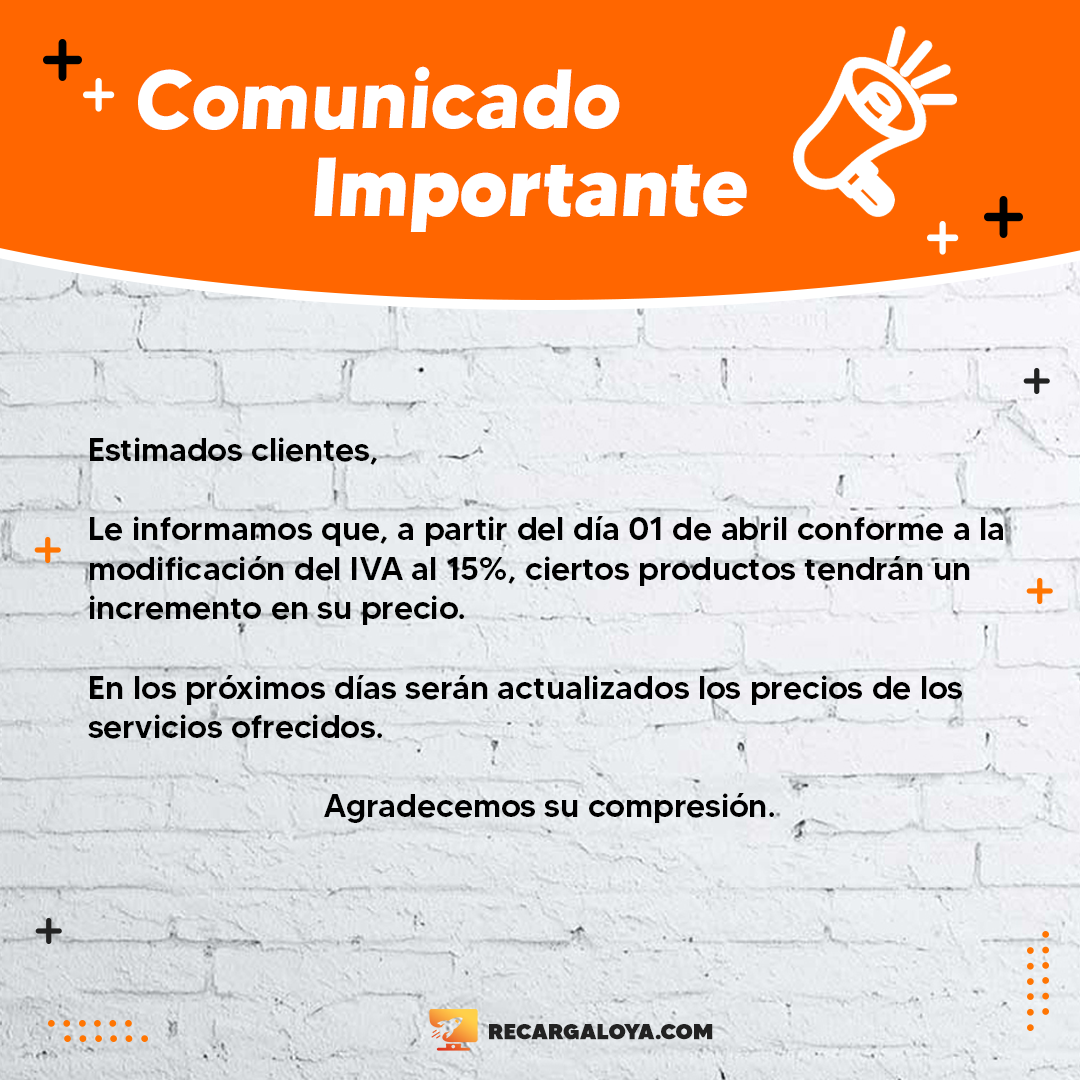 Comunicado
Importante
Estimados clientes,
Le informamos que, a partir del día 01 de abril conforme a la
modificación del IVA al 15%, ciertos productos tendrán un
incremento en su precio.
En los próximos días serán actualizados los precios de los
servicios ofrecidos.
Agradecemos su compresión.
RECARGALOYA.COM